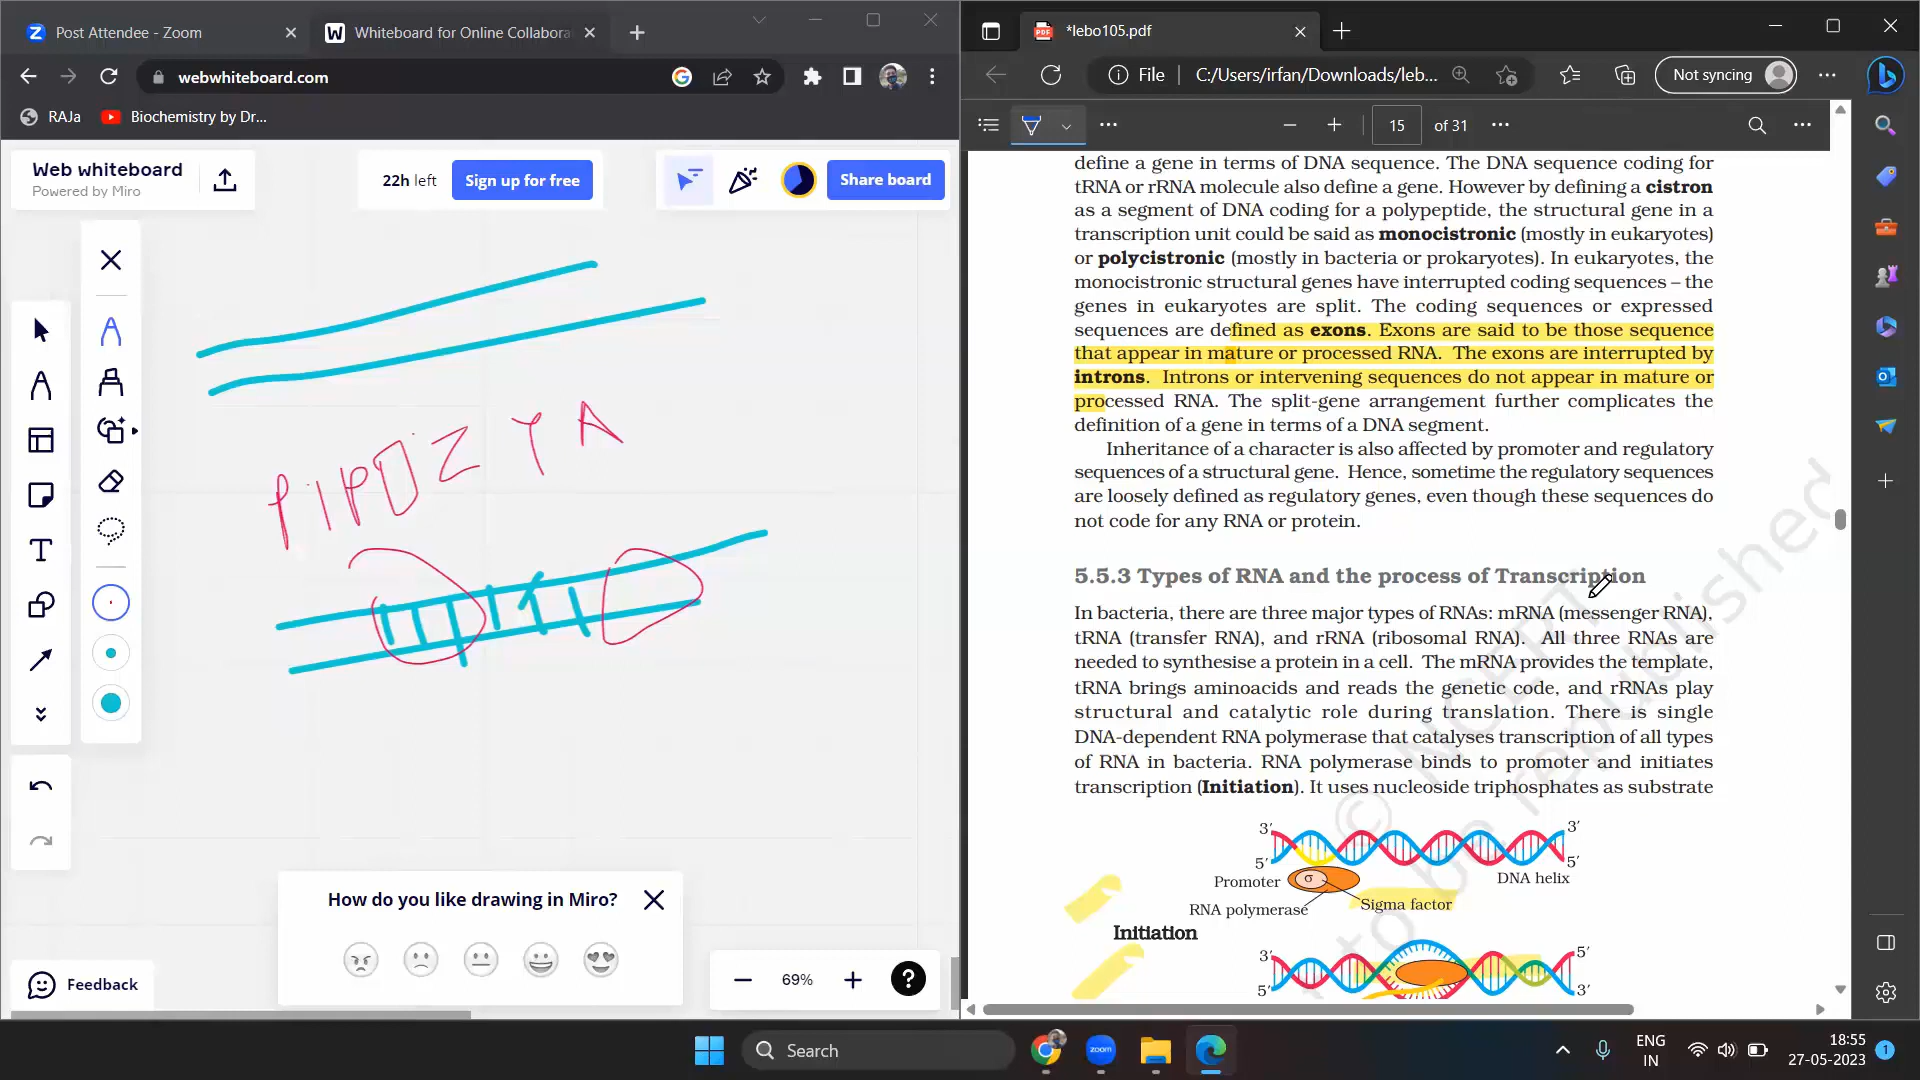 Post Attendee - Zoom
Whiteboard for Online Collabora
webwhiteboard.com
RAJa
Biochemistry by Dr...
Web whiteboard
Powered by Miro
22h left
Sign up for free
Share board
P I P O Z Y A
How do you like drawing in Miro?
Feedback
69%
?
*lebo105.pdf
File
C:/Users/irfan/Downloads/leb...
Not syncing
15
of 31
define a gene in terms of DNA sequence. The DNA sequence coding for
tRNA or rRNA molecule also define a gene. However by defining a cistron
as a segment of DNA coding for a polypeptide, the structural gene in a
transcription unit could be said as monocistronic (mostly in eukaryotes)
or polycistronic (mostly in bacteria or prokaryotes). In eukaryotes, the
monocistronic structural genes have interrupted coding sequences – the
genes in eukaryotes are split. The coding sequences or expressed
sequences are defined as exons. Exons are said to be those sequence
that appear in mature or processed RNA. The exons are interrupted by
introns. Introns or intervening sequences do not appear in mature or
processed RNA. The split-gene arrangement further complicates the
definition of a gene in terms of a DNA segment.
Inheritance of a character is also affected by promoter and regulatory
sequences of a structural gene. Hence, sometime the regulatory sequences
are loosely defined as regulatory genes, even though these sequences do
not code for any RNA or protein.
5.5.3 Types of RNA and the process of Transcription
In bacteria, there are three major types of RNAs: mRNA (messenger RNA),
tRNA (transfer RNA), and rRNA (ribosomal RNA). All three RNAs are
needed to synthesise a protein in a cell. The mRNA provides the template,
tRNA brings aminoacids and reads the genetic code, and rRNAs play
structural and catalytic role during translation. There is single
DNA-dependent RNA polymerase that catalyses transcription of all types
of RNA in bacteria. RNA polymerase binds to promoter and initiates
transcription (Initiation). It uses nucleoside triphosphates as substrate
3′ 3′
5′ 5′
Promoter
σ
DNA helix
RNA polymerase
Sigma factor
Initiation
3′ 5′
5′ 3′
© NCERT
to be republished
Search
zoom
ENG
IN
18:55
27-05-2023
1